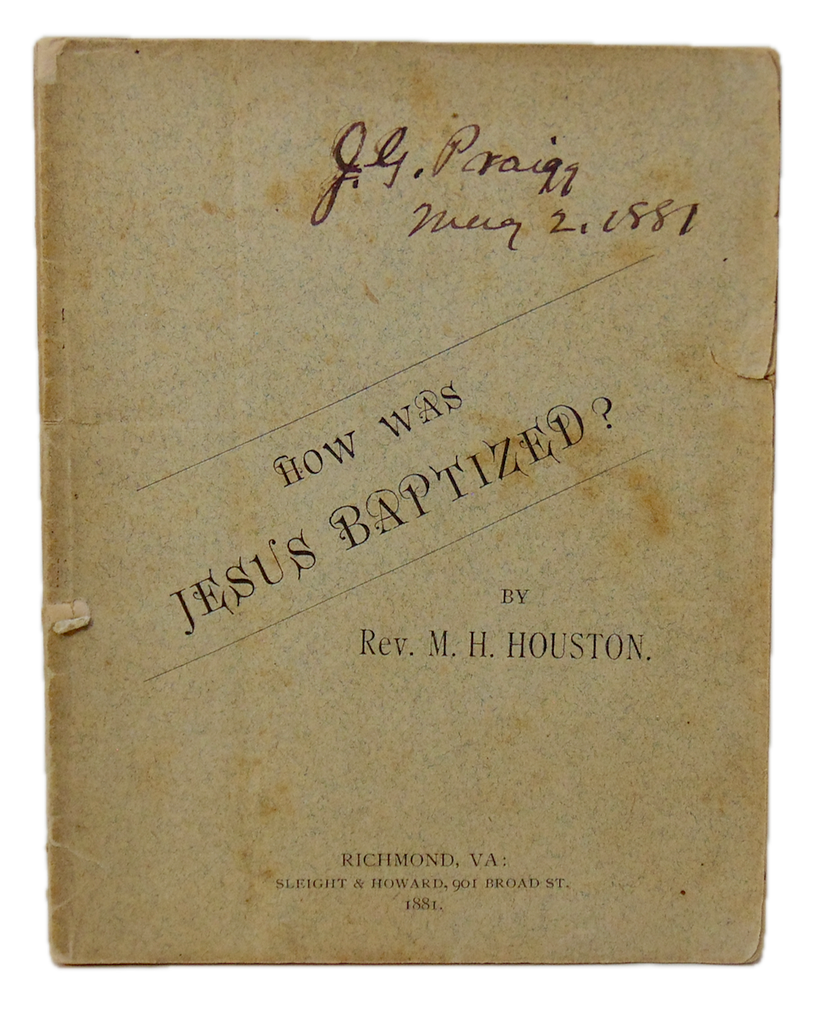 J. G. Praigg
May 2. 1881
HOW WAS
JESUS BAPTIZED?
BY
Rev. M. H. HOUSTON.
RICHMOND, VA:
SLEIGHT & HOWARD, 901 BROAD ST.
1881.